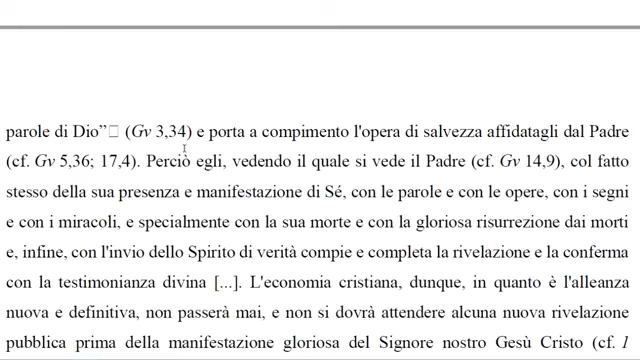 parole di Dio”□ (Gv 3,34) e porta a compimento l'opera di salvezza affidatagli dal Padre
(cf. Gv 5,36; 17,4). Perciò egli, vedendo il quale si vede il Padre (cf. Gv 14,9), col fatto
stesso della sua presenza e manifestazione di Sé, con le parole e con le opere, con i segni
e con i miracoli, e specialmente con la sua morte e con la gloriosa risurrezione dai morti
e, infine, con l'invio dello Spirito di verità compie e completa la rivelazione e la conferma
con la testimonianza divina [...]. L'economia cristiana, dunque, in quanto è l'alleanza
nuova e definitiva, non passerà mai, e non si dovrà attendere alcuna nuova rivelazione
pubblica prima della manifestazione gloriosa del Signore nostro Gesù Cristo (cf. 1